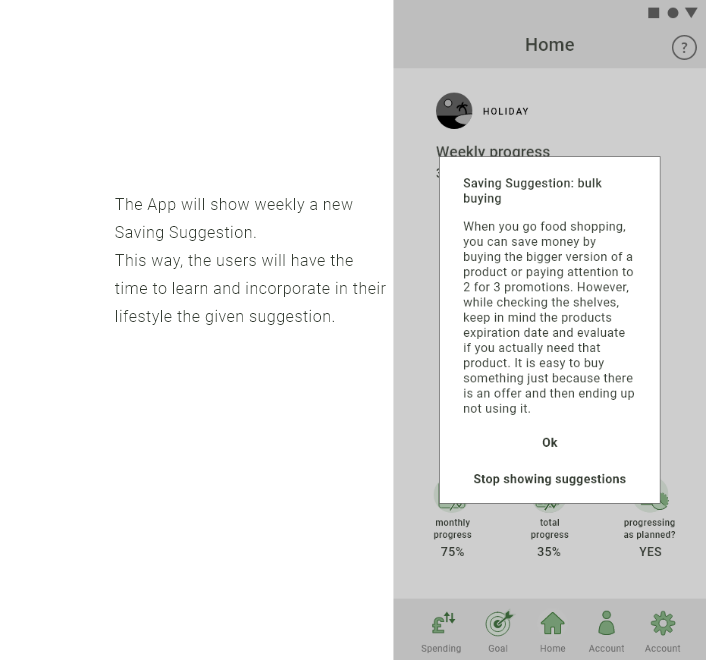 The App will show weekly a new
Saving Suggestion.
This way, the users will have the
time to learn and incorporate in their
lifestyle the given suggestion.
Home
?
HOLIDAY
Weekly progress
Saving Suggestion: bulk
buying
When you go food shopping,
you can save money by
buying the bigger version of a
product or paying attention to
2 for 3 promotions. However,
while checking the shelves,
keep in mind the products
expiration date and evaluate
if you actually need that
product. It is easy to buy
something just because there
is an offer and then ending up
not using it.
Ok
Stop showing suggestions
monthly
progress
75%
total
progress
35%
progressing
as planned?
YES
Spending
Goal
Home
Account
Account